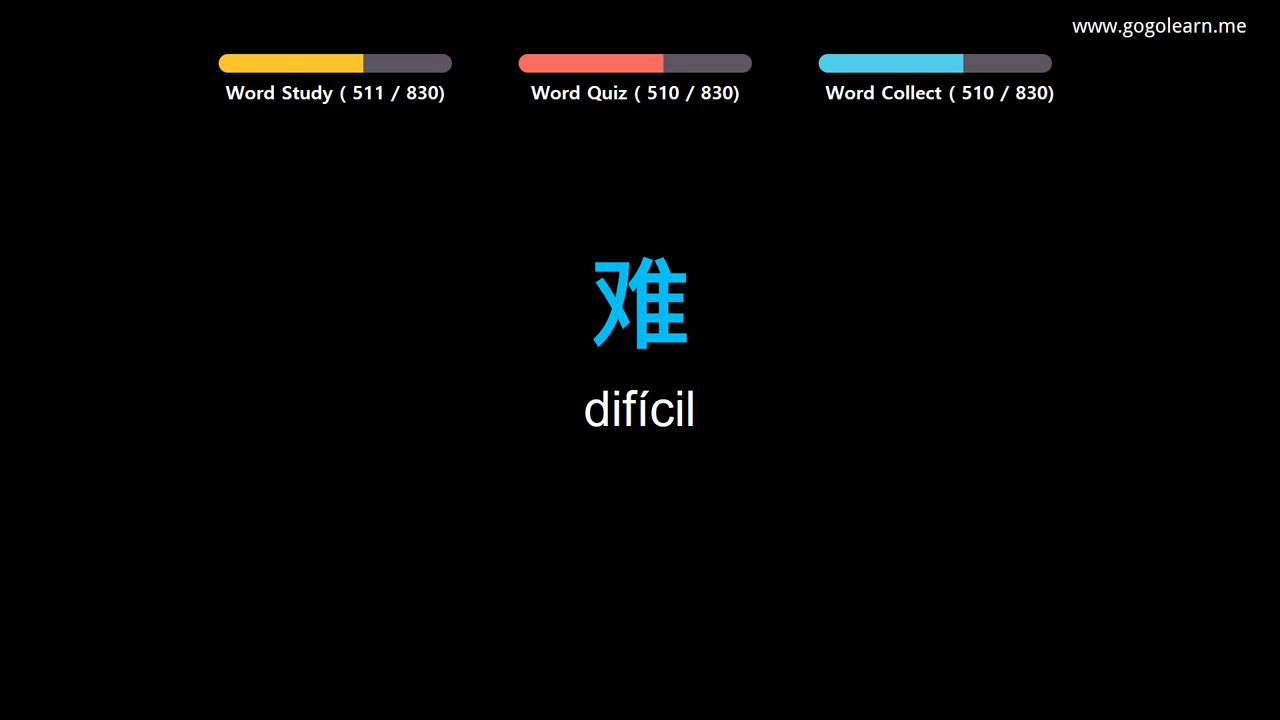 www.gogolearn.me
Word Study ( 511 / 830)
Word Quiz ( 510 / 830)
Word Collect ( 510 / 830)
难
difícil